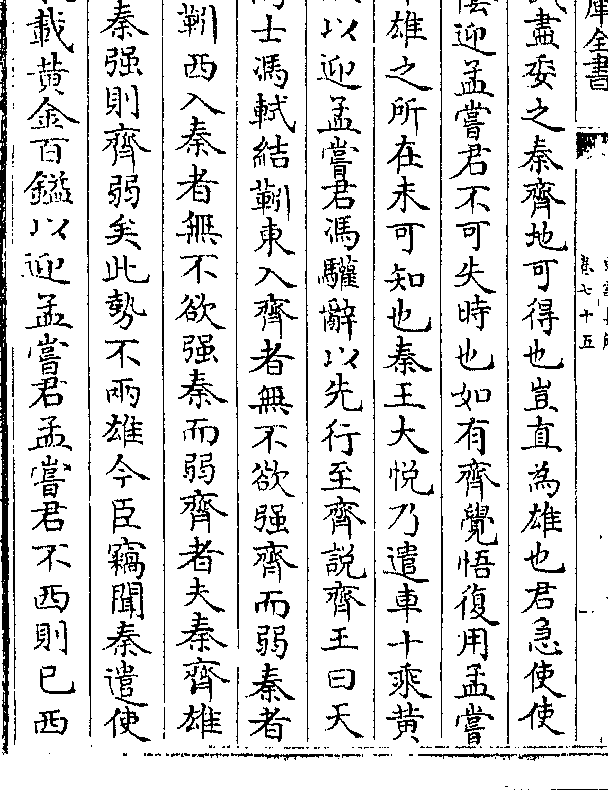 庫全書
卷七十五
盡委之秦齊地可得也豈直為雄也君急使使
陰迎孟嘗君不可失時也如有齊覺悟復用孟嘗
雄之所在未可知也秦王大悅乃遣車十乘黃
以迎孟嘗君馮驩辭以先行至齊說齊王曰天
士馮軾結靷東入齊者無不欲强齊而弱秦者
靷西入秦者無不欲强秦而弱齊者夫秦齊雄
秦强則齊弱矣此勢不兩雄今臣竊聞秦遣使
載黃金百鎰以迎孟嘗君孟嘗君不西則已西